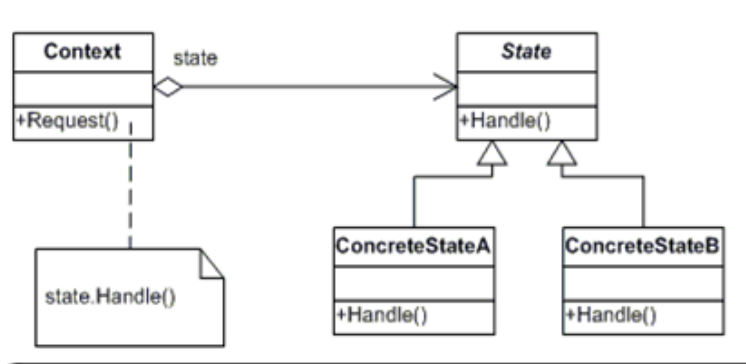 Context
state
State
+Request()
+Handle()
ConcreteStateA
ConcreteStateB
state.Handle()
+Handle()
+Handle()